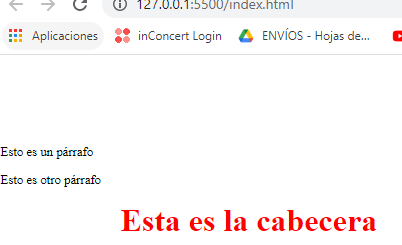 127.0.0.1:5500/index.html
Aplicaciones inConcert Login ENVÍOS - Hojas de...
Esto es un párrafo
Esto es otro párrafo
Esta es la cabecera